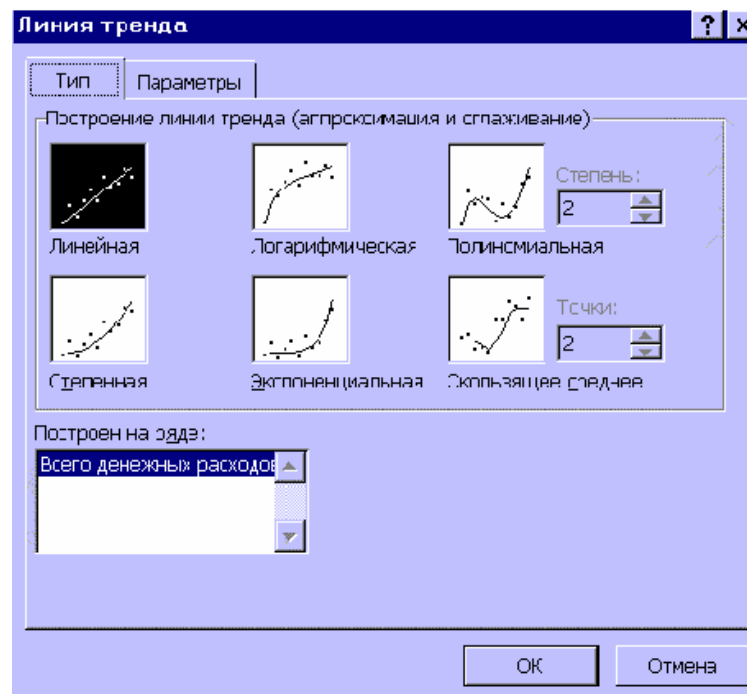 Линия тренда
? x
Тип Параметры
Построение линии тренда (аппроксимация и сглаживание)
Степень:
2
Линейная Логарифмическая Полиномиальная
Точки:
2
Степенная Экспоненциальная Скользящее среднее
Построен на ряде:
Всего денежных расходов
OK Отмена